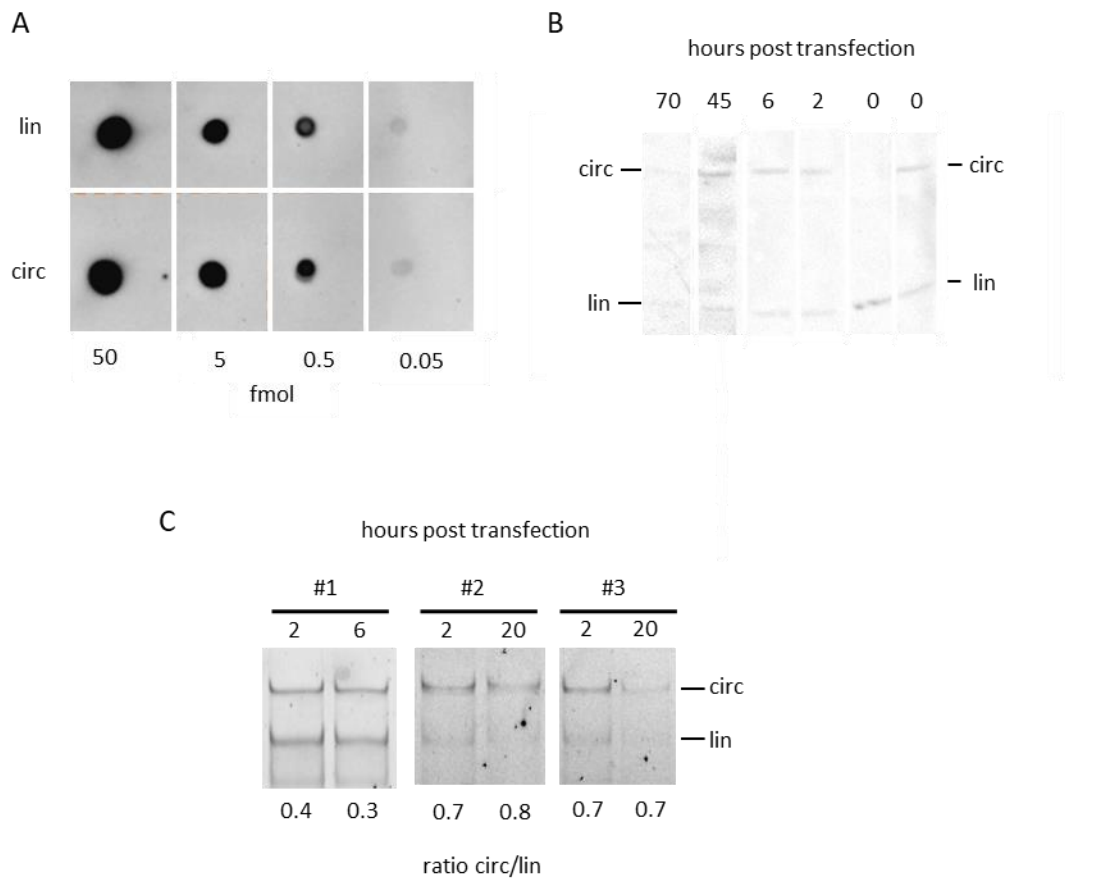 A
lin
circ
50 5 0.5 0.05
fmol
B
hours post transfection
70 45 6 2 0 0
circ
lin
circ
lin
C
hours post transfection
#1 #2 #3
2 6 2 20 2 20
circ
lin
0.4 0.3 0.7 0.8 0.7 0.7
ratio circ/lin